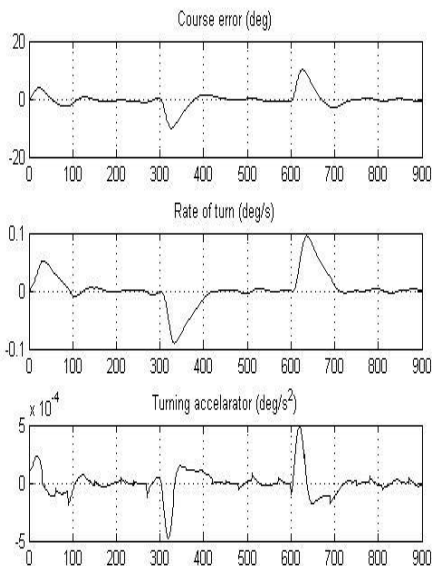 Course error (deg)
20
0
-20
0 100 200 300 400 500 600 700 800 900
Rate of turn (deg/s)
0.1
0
-0.1
0 100 200 300 400 500 600 700 800 900
x 10^-4 Turning accelarator (deg/s^2)
5
0
-5
0 100 200 300 400 500 600 700 800 900